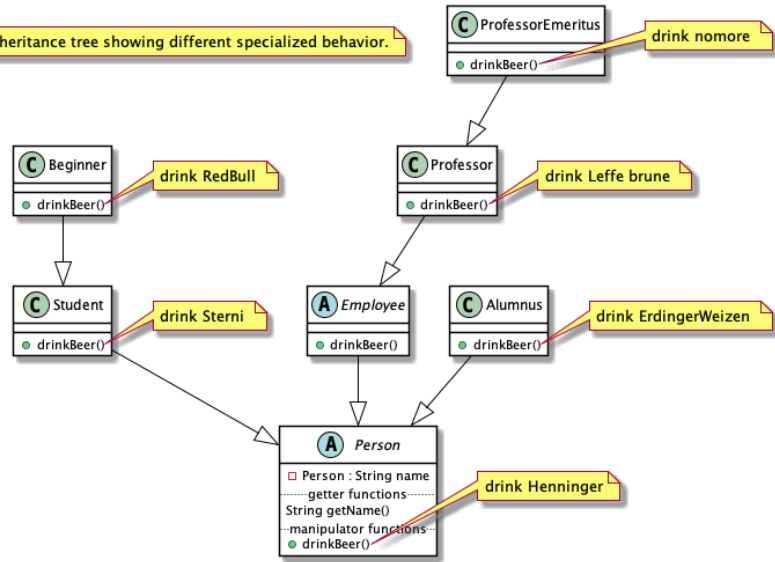 C ProfessorEmeritus
drinkBeer()
drink nomore
heritance tree showing different specialized behavior.
C Beginner
drinkBeer()
drink RedBull
C Professor
drinkBeer()
drink Leffe brune
C Student
drinkBeer()
drink Sterni
A Employee
drinkBeer()
C Alumnus
drinkBeer()
drink ErdingerWeizen
A Person
Person : String name
getter functions
String getName()
manipulator functions
drinkBeer()
drink Henninger